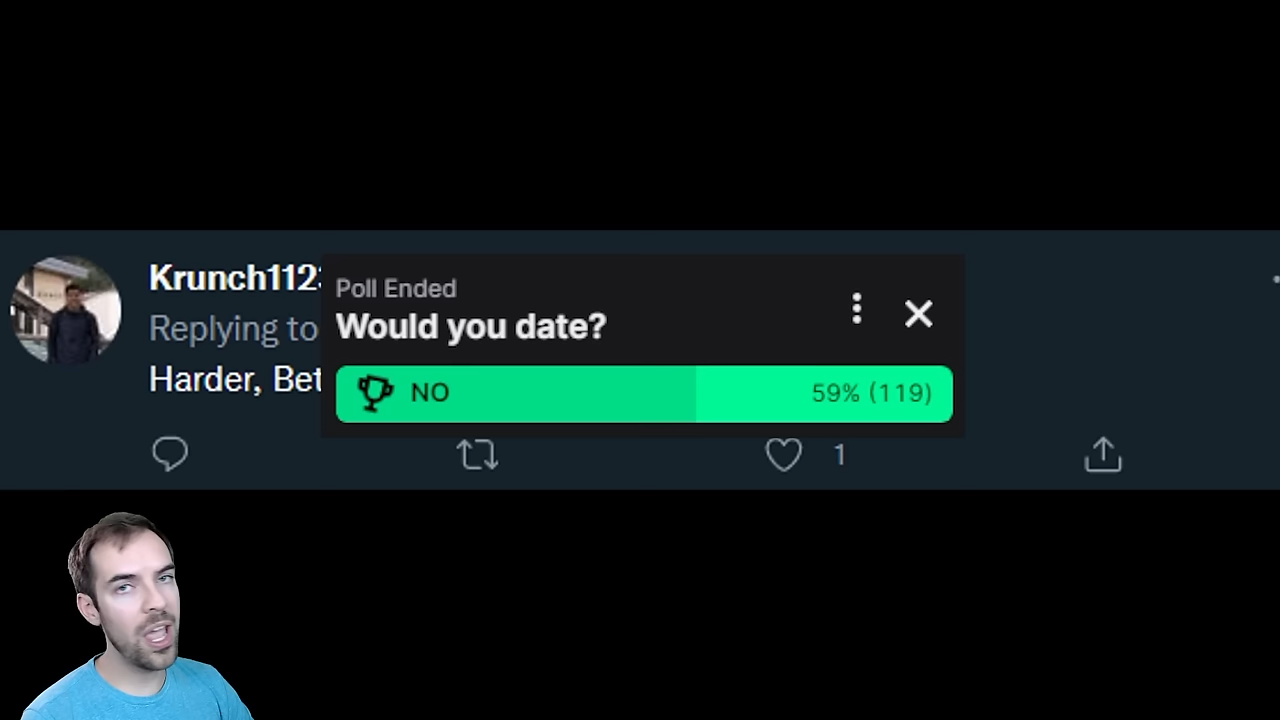 Krunch112
Replying to
Harder, Bet
Poll Ended
Would you date?
NO 59% (119)
1